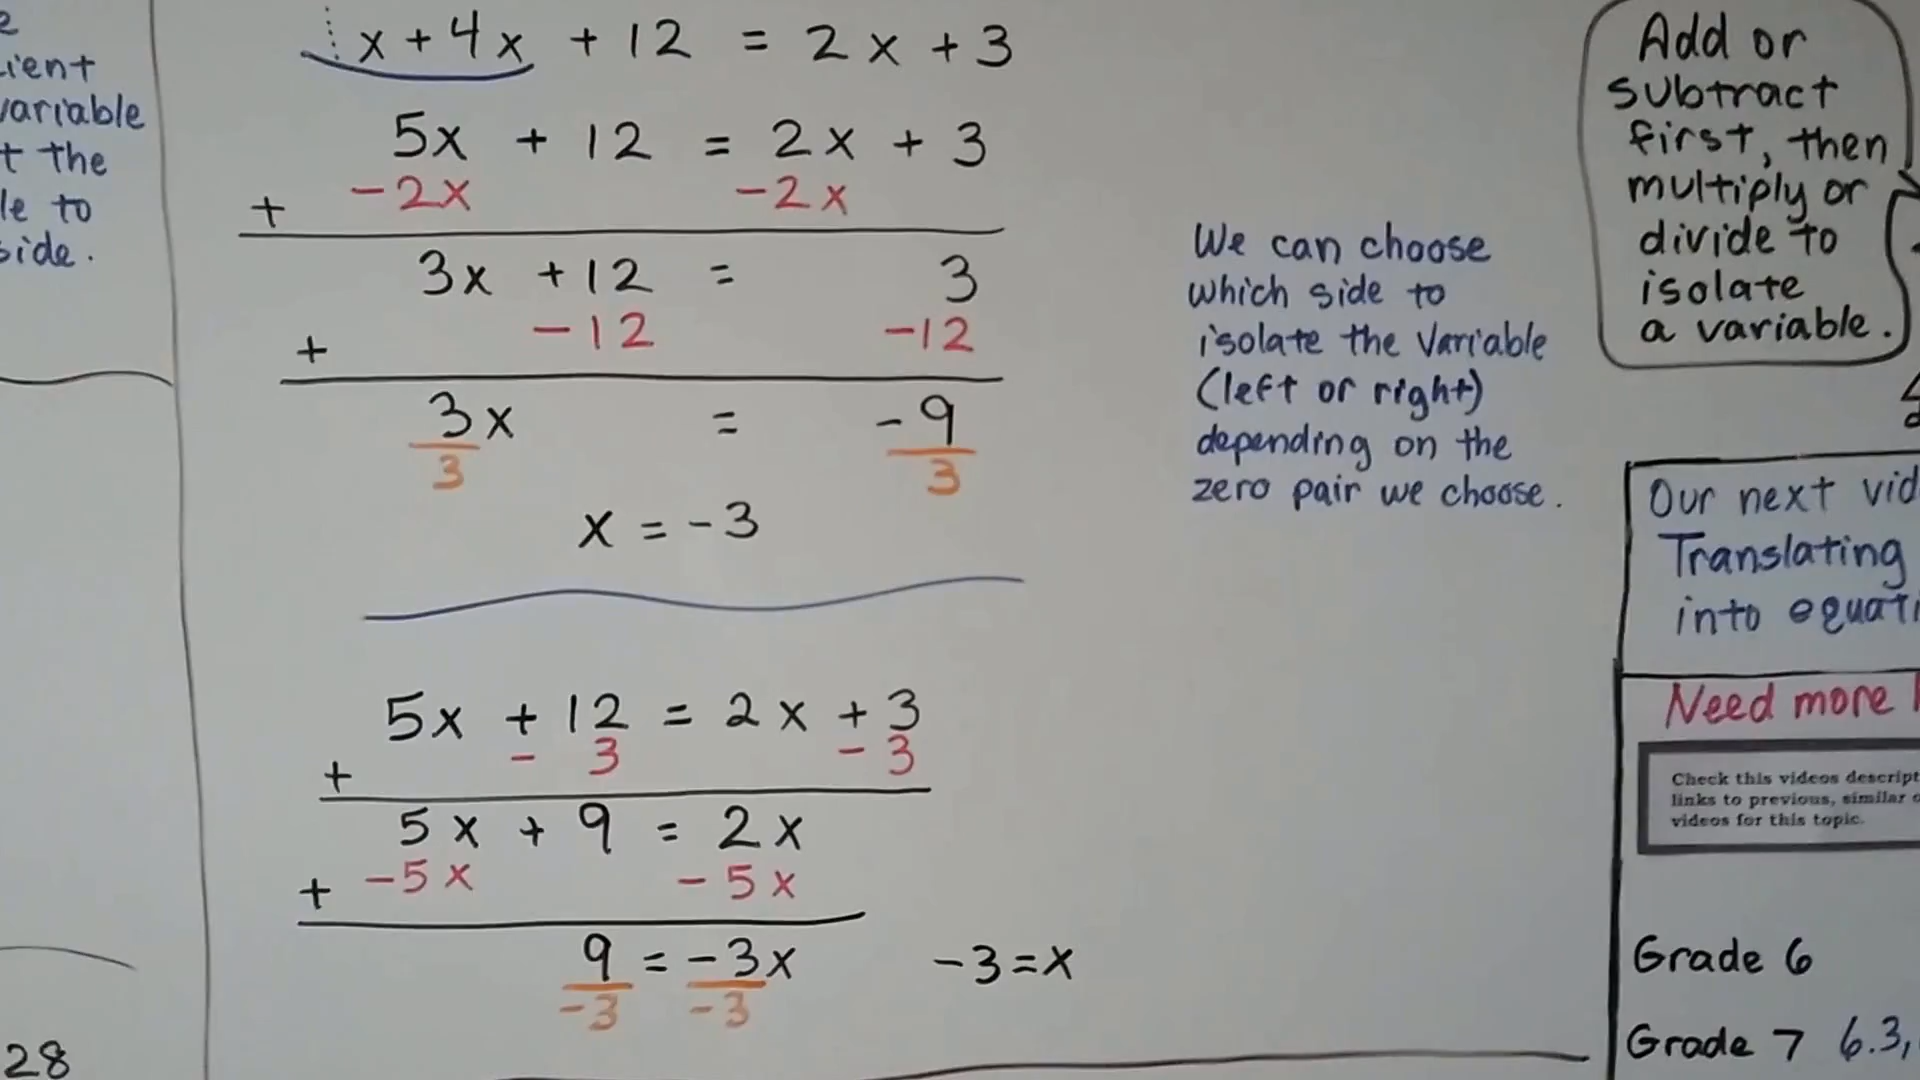 ient
variable
t the
le to
side.
28
x + 4x + 12 = 2x + 3
5x + 12 = 2x + 3
+ -2x -2x
3x + 12 = 3
+ -12 -12
3x = -9
3 3
x = -3
5x + 12 = 2x + 3
+ - 3 - 3
5x + 9 = 2x
+ -5x - 5x
9 = -3x -3 = x
-3 -3
We can choose
which side to
isolate the variable
(left or right)
depending on the
zero pair we choose.
Add or
subtract
first, then
multiply or
divide to
isolate
a variable.
Our next vid
Translating
into equati
Need more
Check this videos descript
links to previous, similar
videos for this topic.
Grade 6
Grade 7 6.3,